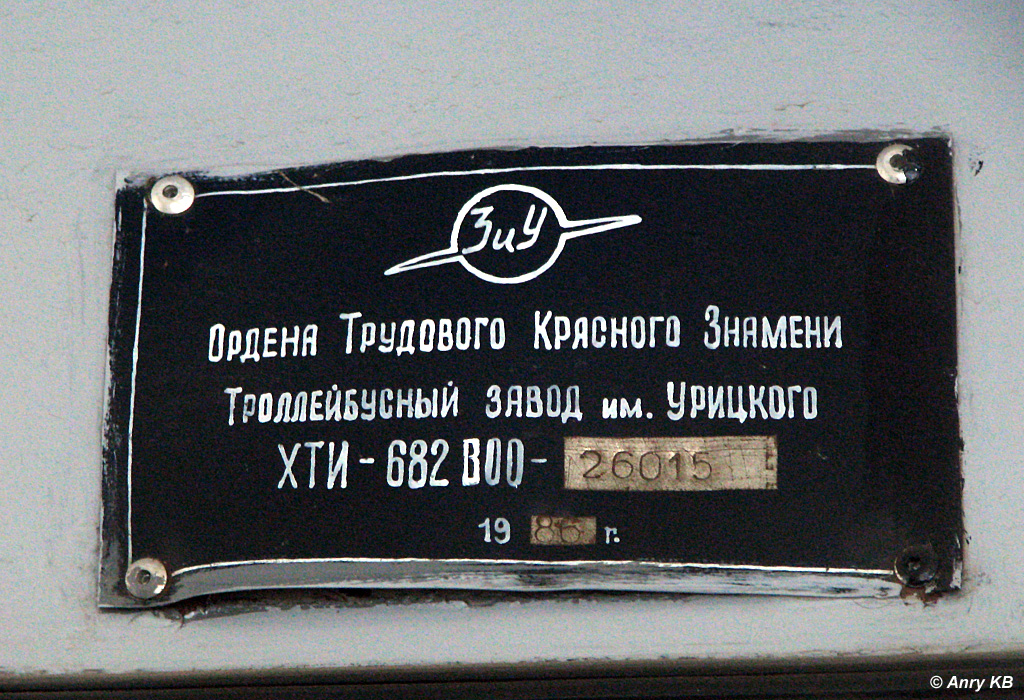 ЗиУ
Ордена Трудового Красного Знамени
Троллейбусный завод им. Урицкого
ХТИ - 682 В00 - 26015
19 86 г.
© Anry KB